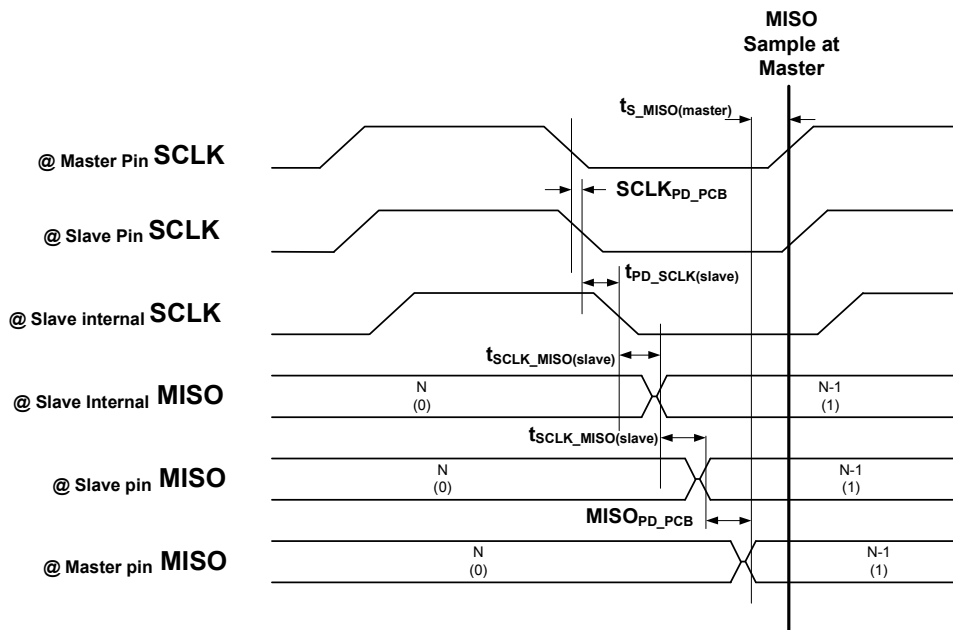 MISO
Sample at
Master
tS_MISO(master)
@ Master Pin SCLK
SCLKPD_PCB
@ Slave Pin SCLK
tPD_SCLK(slave)
@ Slave internal SCLK
tSCLK_MISO(slave)
@ Slave Internal MISO
N
(0)
N-1
(1)
tSCLK_MISO(slave)
@ Slave pin MISO
N
(0)
N-1
(1)
MISOPD_PCB
@ Master pin MISO
N
(0)
N-1
(1)